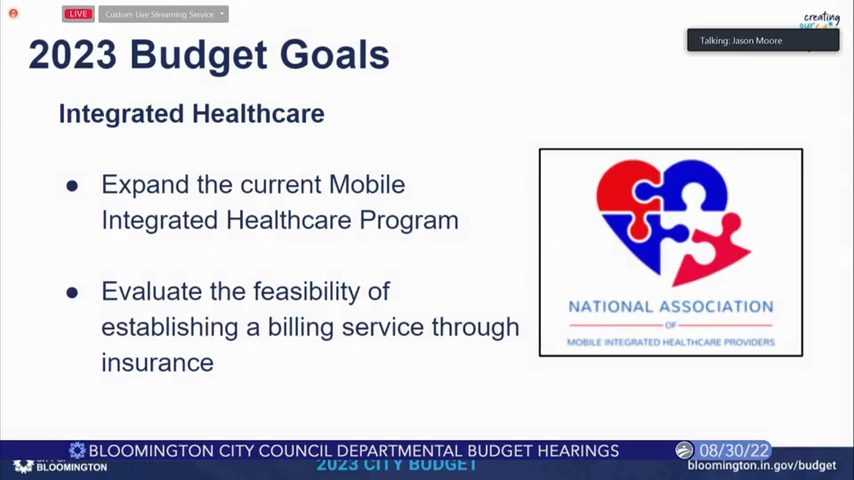 LIVE
Custom Live Streaming Service
creating
Talking: Jason Moore
2023 Budget Goals
Integrated Healthcare
● Expand the current Mobile
Integrated Healthcare Program
● Evaluate the feasibility of
establishing a billing service through
insurance
NATIONAL ASSOCIATION
OF
MOBILE INTEGRATED HEALTHCARE PROVIDERS
BLOOMINGTON CITY COUNCIL DEPARTMENTAL BUDGET HEARINGS
08/30/22
BLOOMINGTON
2023 CITY BUDGET
bloomington.in.gov/budget